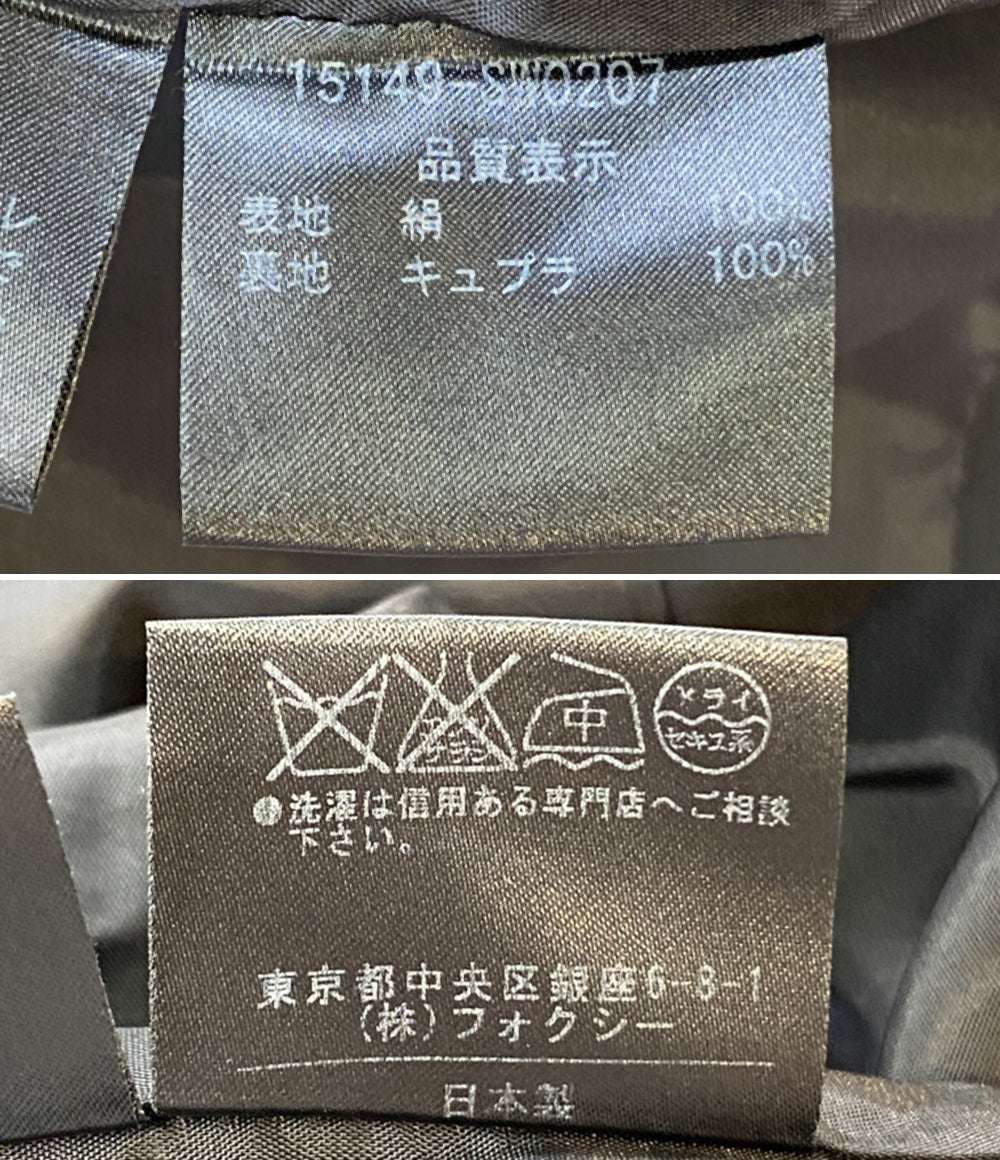 15149-SW0207
品質表示
表地 絹 100%
裏地 キュプラ 100%
レ
中
ドライ
セキユ系
洗濯は信用ある専門店へご相談
下さい。
東京都中央区銀座6-8-1
(株)フォクシー
日本製